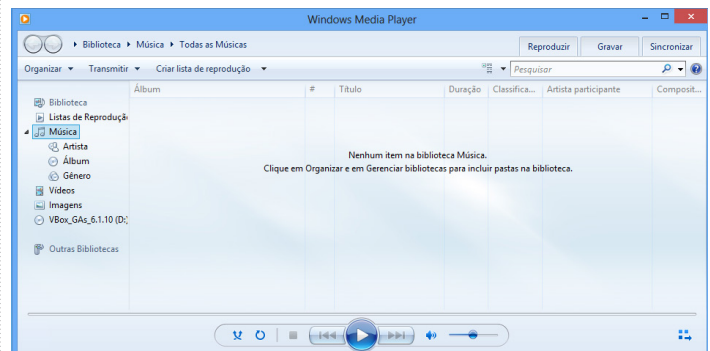 Windows Media Player
Biblioteca Música Todas as Músicas
Reproduzir Gravar Sincronizar
Organizar Transmitir Criar lista de reprodução
Pesquisar
Álbum # Título Duração Classifica... Artista participante Composit...
Biblioteca
Listas de Reproduçã
Música
Artista
Álbum
Gênero
Vídeos
Imagens
VBox_GAs_6.1.10 (D:)
Outras Bibliotecas
Nenhum item na biblioteca Música.
Clique em Organizar e em Gerenciar bibliotecas para incluir pastas na biblioteca.